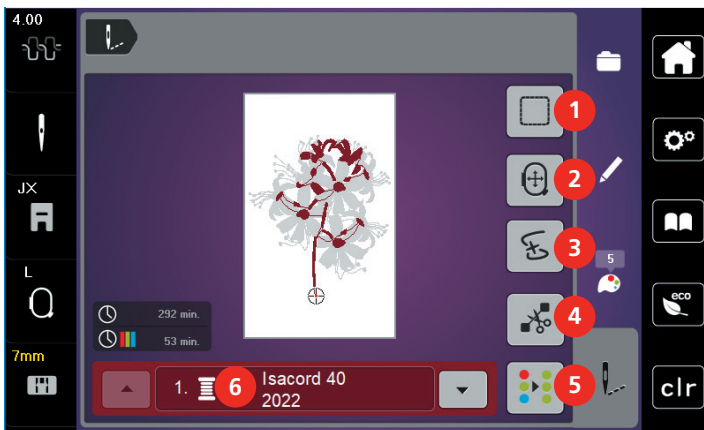 4.00
1
2
JX
3
L
5
292 min.
4
eco
53 min.
7mm
1.
6
Isacord 40
2022
5
clr